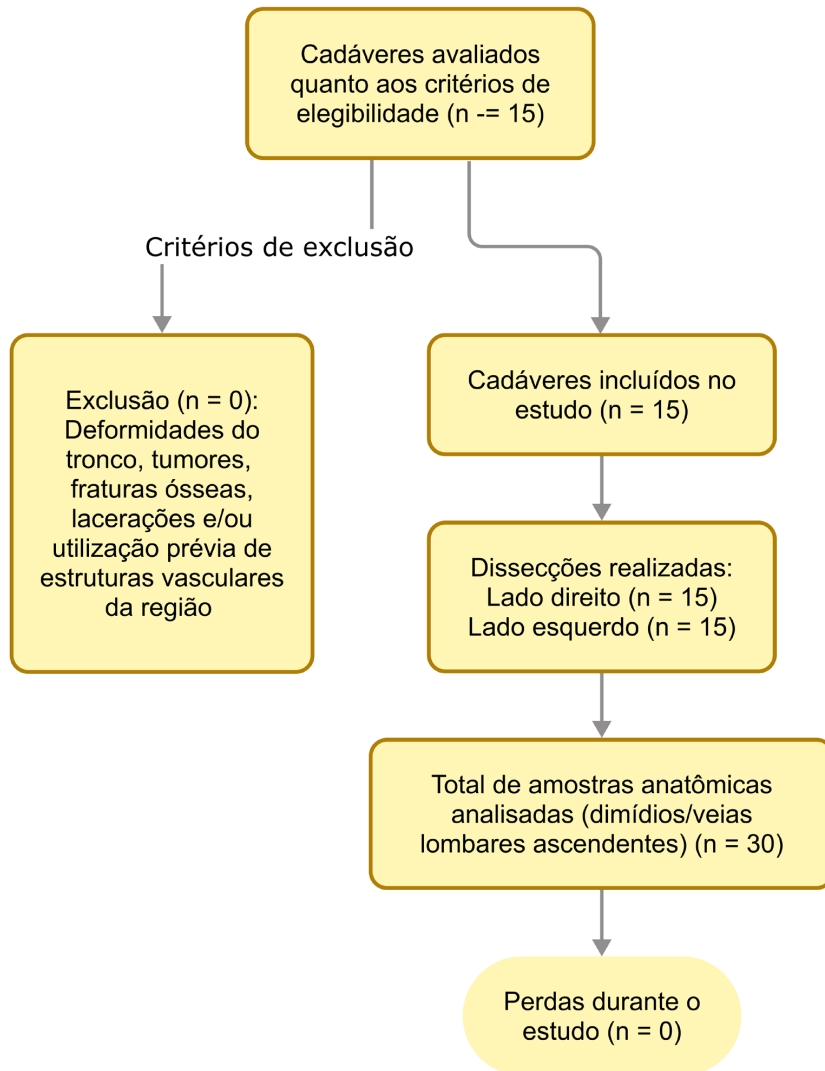 Cadáveres avaliados
quanto aos critérios de
elegibilidade (n -= 15)
Critérios de exclusão
Exclusão (n = 0):
Deformidades do
tronco, tumores,
fraturas ósseas,
lacerações e/ou
utilização prévia de
estruturas vasculares
da região
Cadáveres incluídos no
estudo (n = 15)
Dissecções realizadas:
Lado direito (n = 15)
Lado esquerdo (n = 15)
Total de amostras anatômicas
analisadas (dimídios/veias
lombares ascendentes) (n = 30)
Perdas durante o
estudo (n = 0)